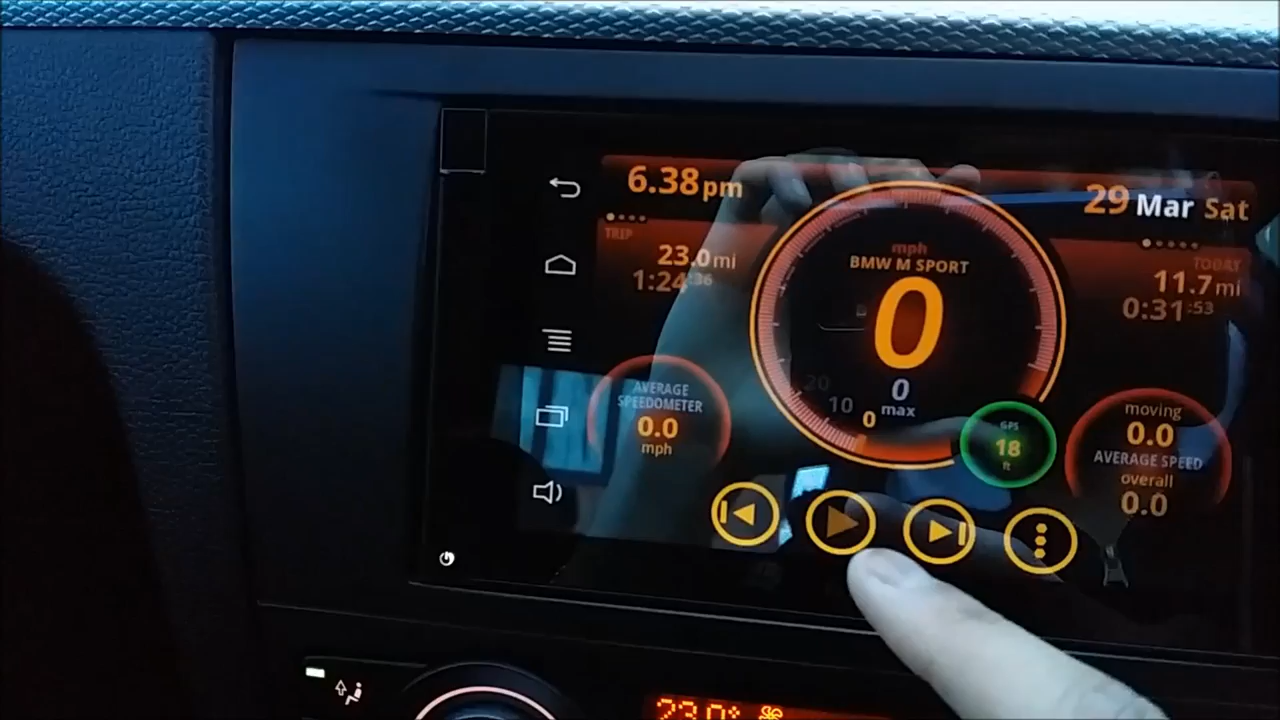 6.38pm
29 Mar Sat
TRIP
23.0mi
1:24:36
mph
BMW M SPORT
0
0
max
20
10
0
TODAY
11.7mi
0:31:53
AVERAGE
SPEEDOMETER
0.0
mph
GPS
18
ft
moving
0.0
AVERAGE SPEED
overall
0.0
23.0°